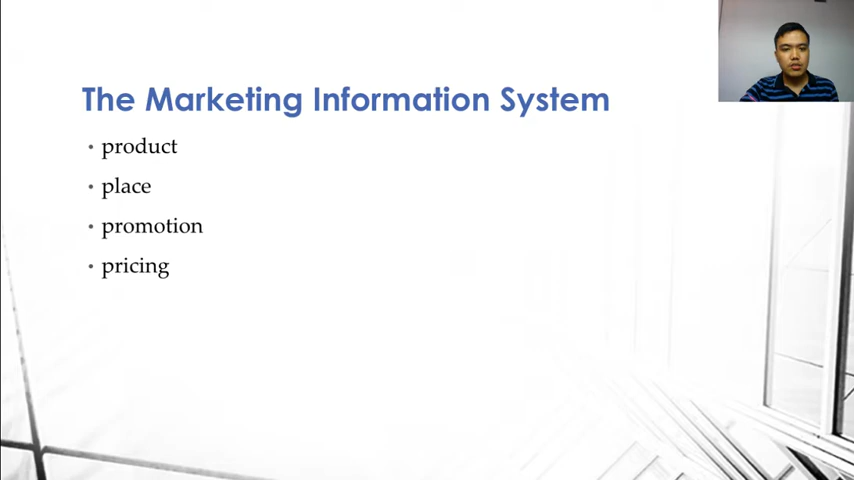 The Marketing Information System
• product
• place
• promotion
• pricing